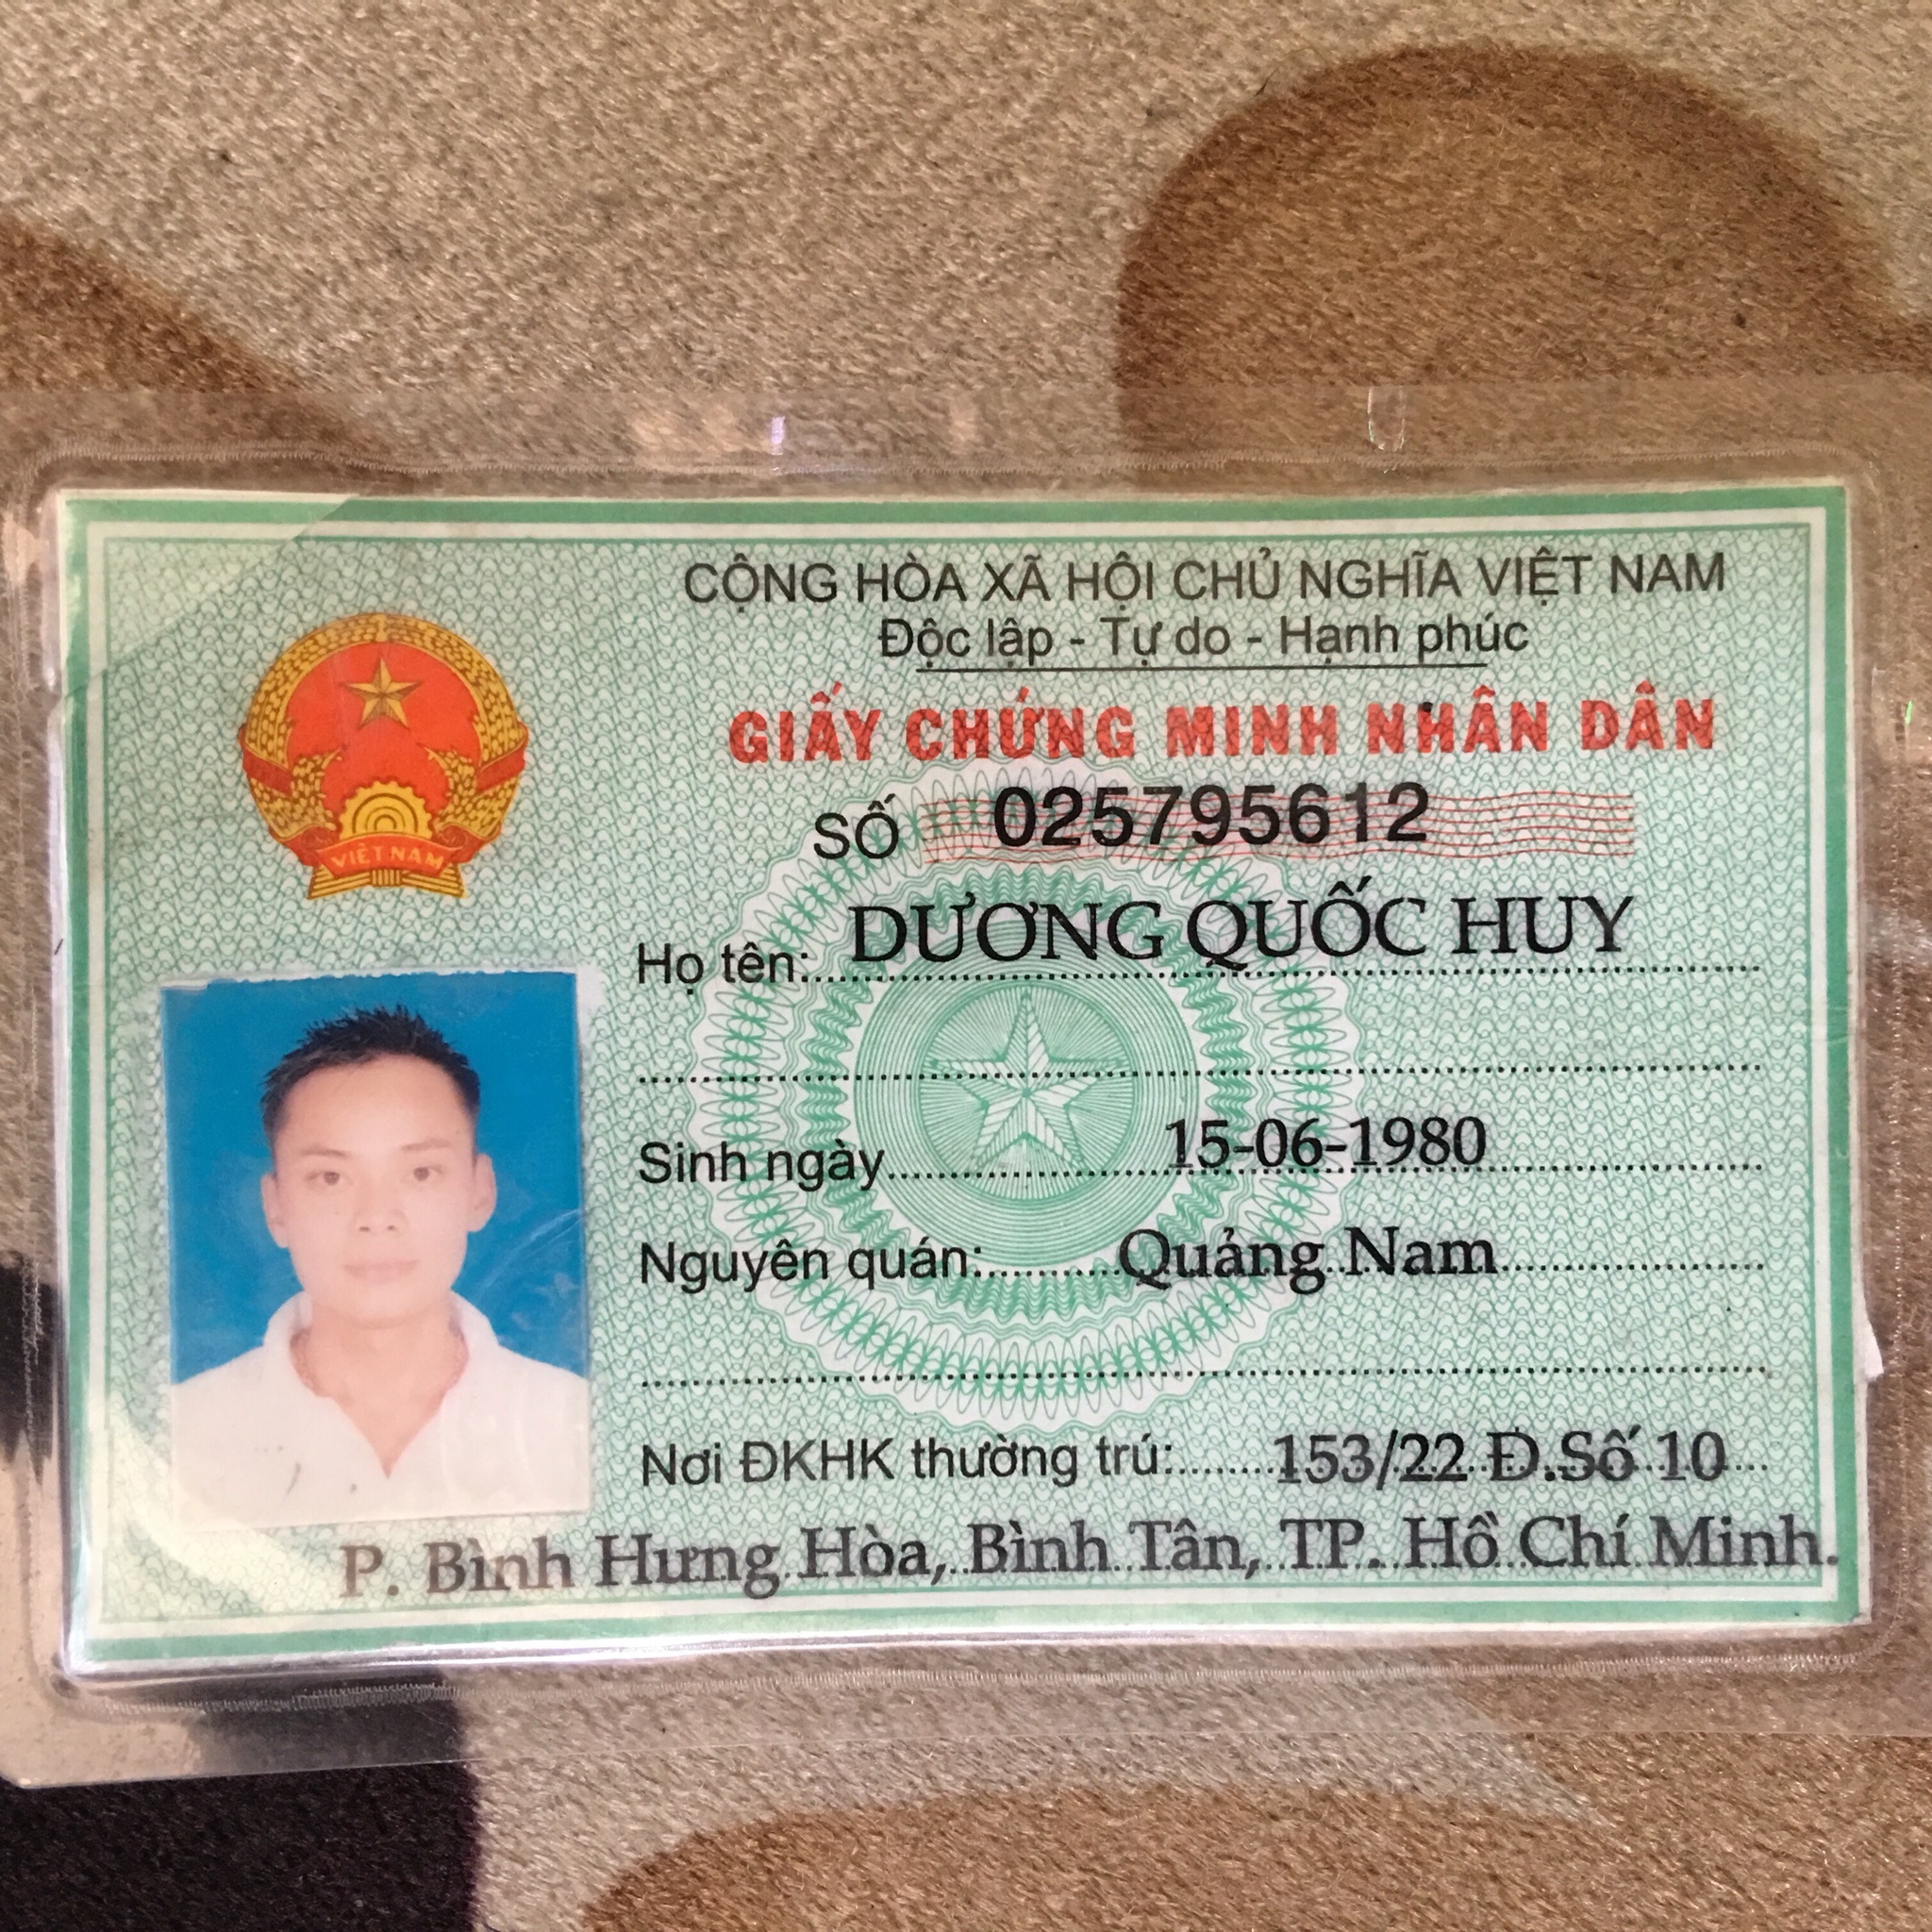 CỘNG HÒA XÃ HỘI CHỦ NGHĨA VIỆT NAM
Độc lập - Tự do - Hạnh phúc
GIẤY CHỨNG MINH NHÂN DÂN
SỐ 025795612
VIỆT NAM
Họ tên: DƯƠNG QUỐC HUY
Sinh ngày 15-06-1980
Nguyên quán: Quảng Nam
Nơi ĐKHK thường trú: 153/22 Đ.Số 10
P. Bình Hưng Hòa, Bình Tân, TP. Hồ Chí Minh.